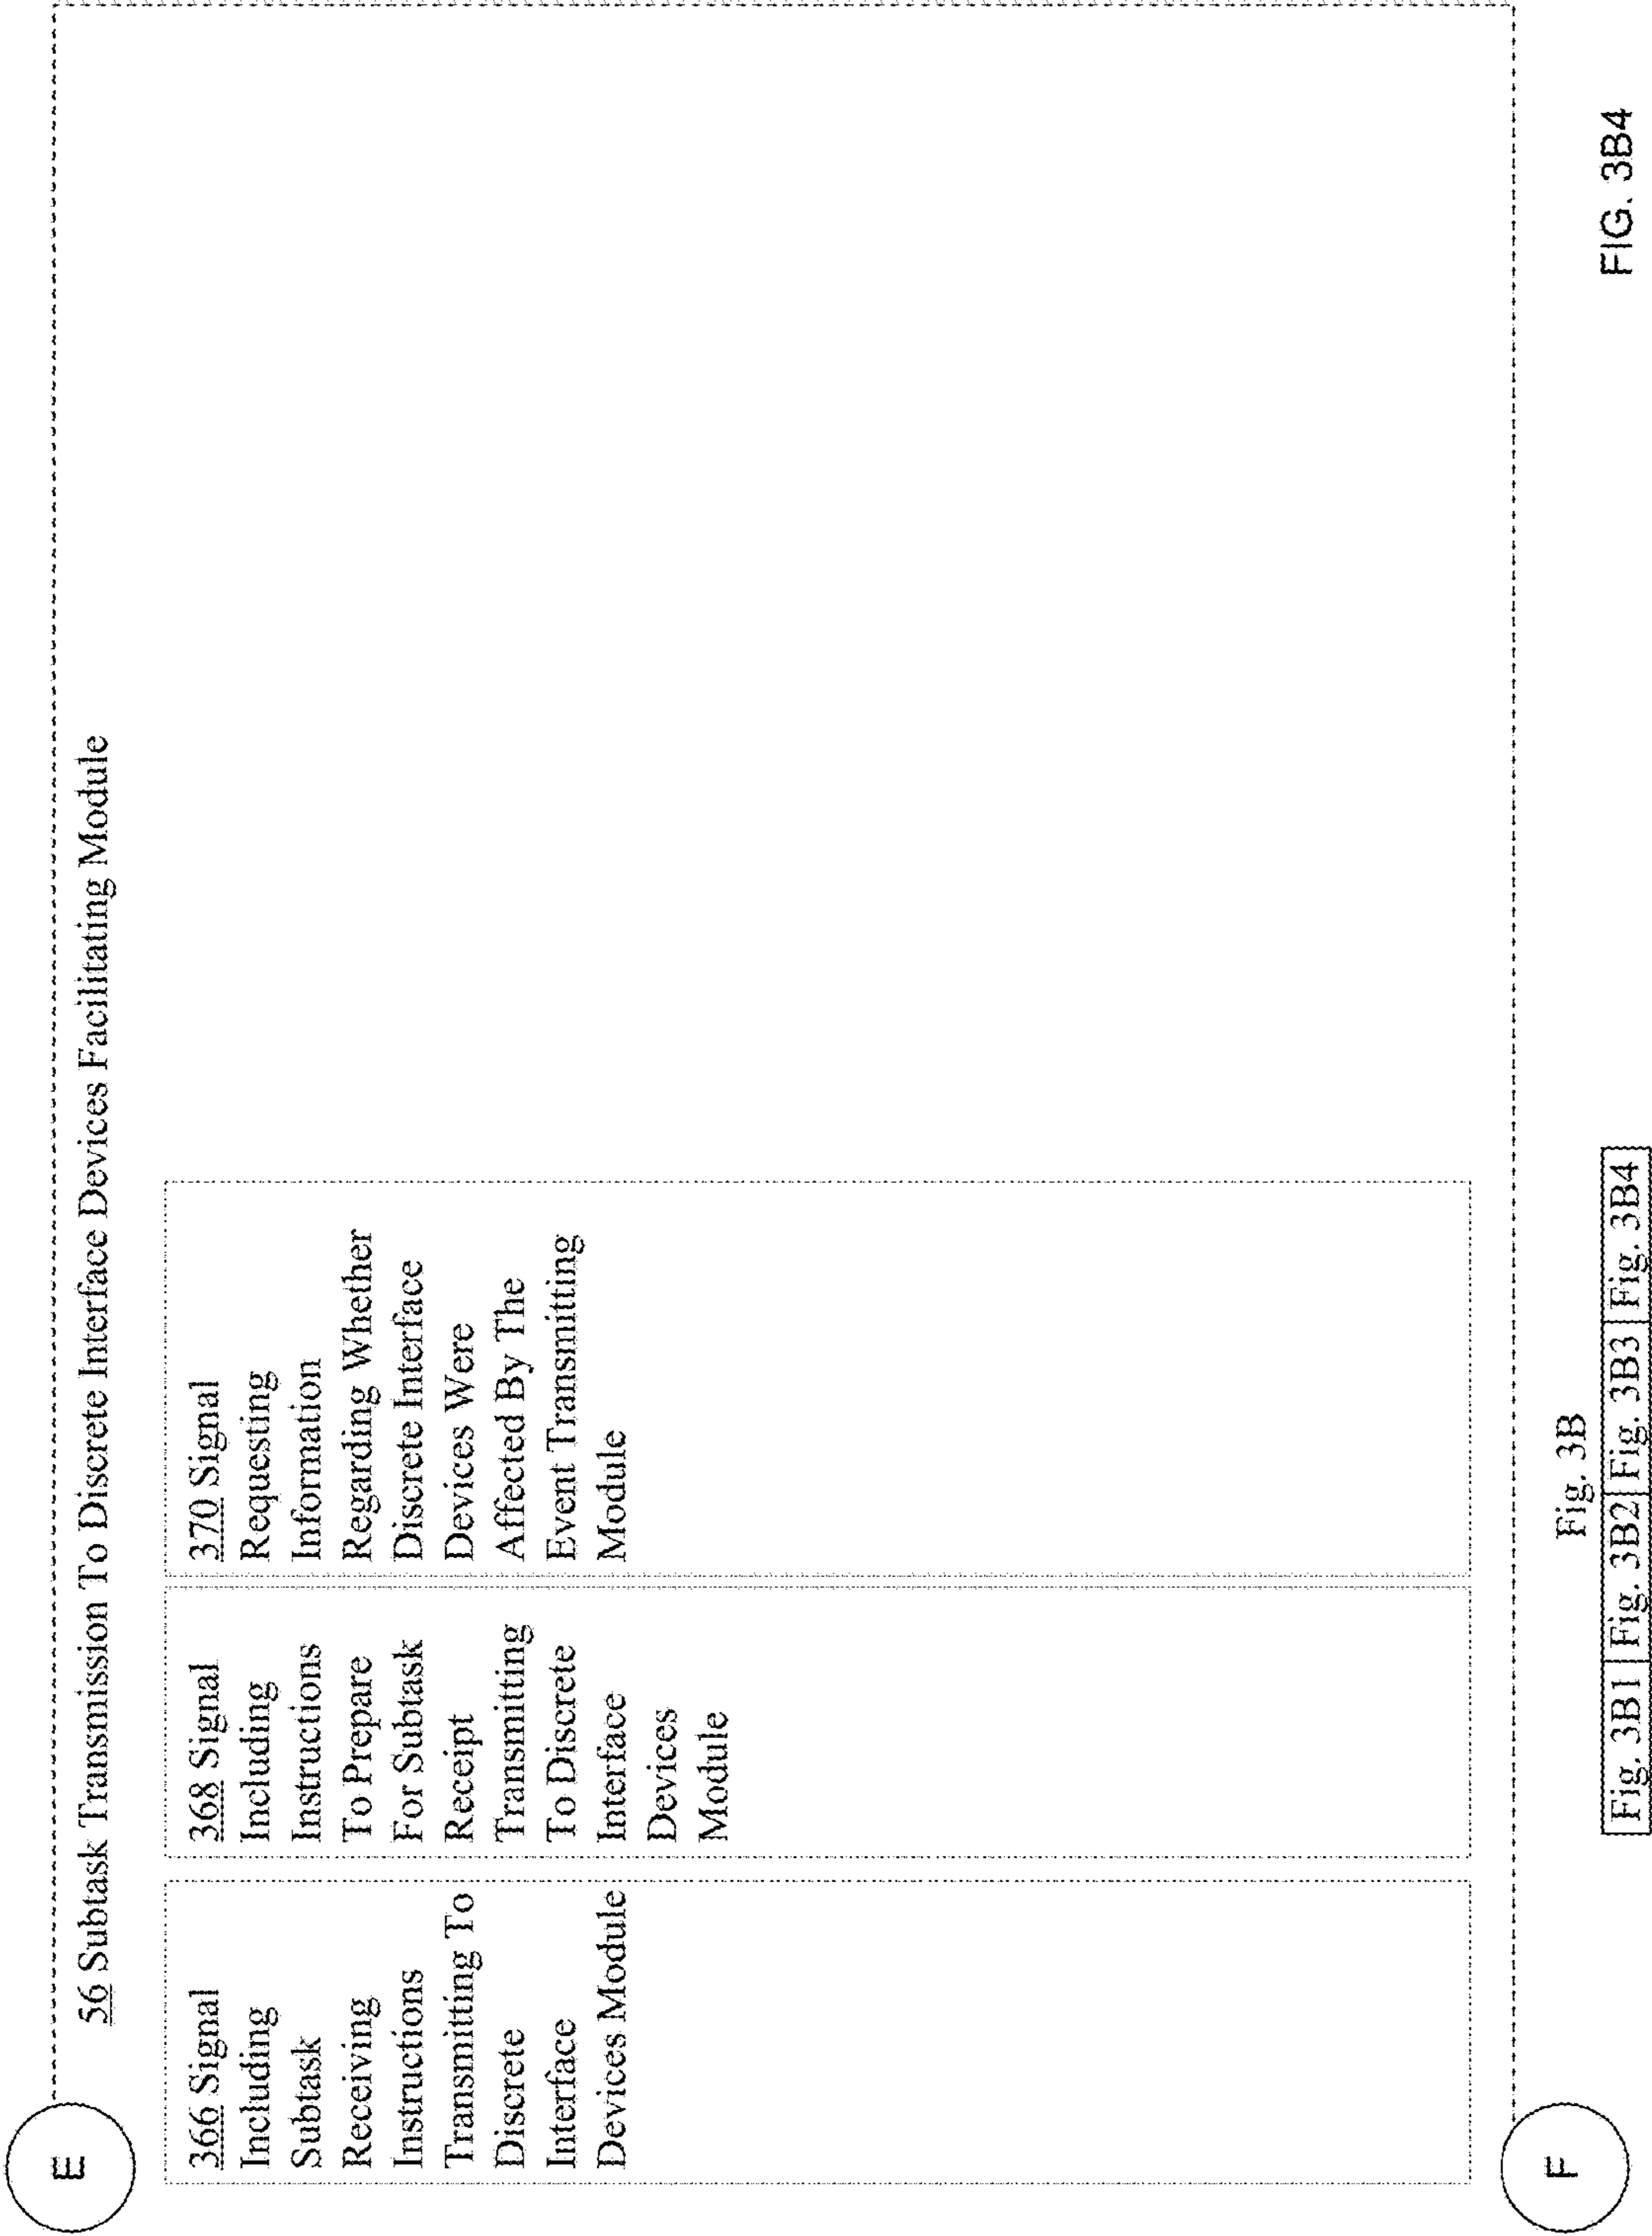 E
56 Subtask Transmission To Discrete Interface Devices Facilitating Module
366 Signal
Including
Subtask
Receiving
Instructions
Transmitting To
Discrete
Interface
Devices Module
368 Signal
Including
Instructions
To Prepare
For Subtask
Receipt
Transmitting
To Discrete
Interface
Devices
Module
370 Signal
Requesting
Information
Regarding Whether
Discrete Interface
Devices Were
Affected By The
Event Transmitting
Module
F
Fig. 3B
Fig. 3B1 Fig. 3B2 Fig. 3B3 Fig. 3B4
FIG. 3B4